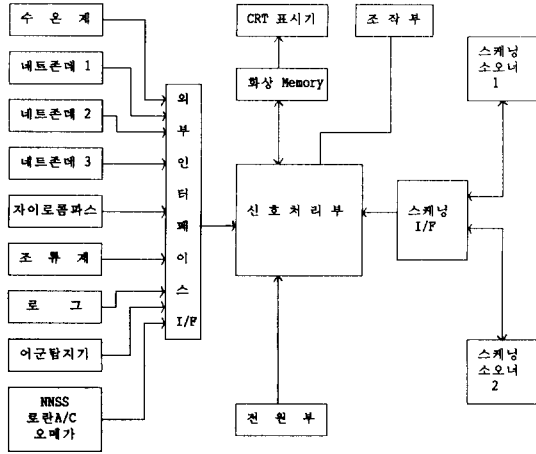 수 온 계
네트존데 1
네트존데 2
네트존데 3
자이로콤파스
조 류 계
로 그
어군탐지기
NNSS
로란A/C
오메가
외
부
인
터
페
이
스
I/F
CRT 표시기
화상 Memory
조 작 부
신 호 처 리 부
전 원 부
스케닝
I/F
스케닝
소오너
1
스케닝
소오너
2